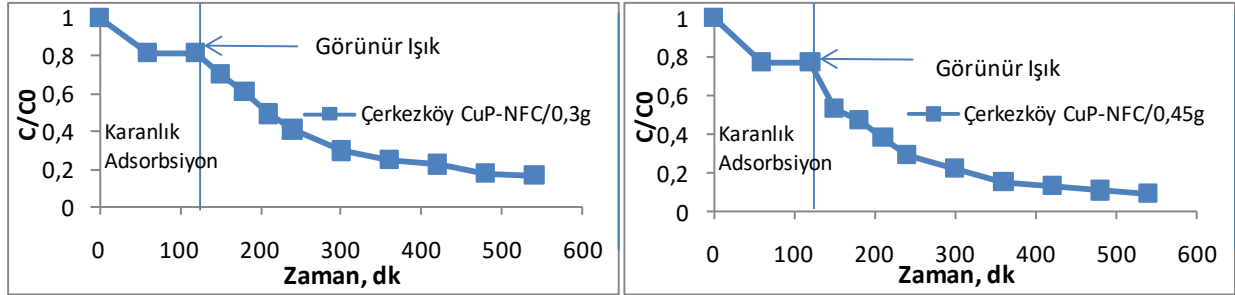 C/C0
1
0,8
0,6
0,4
0,2
0
Görünür Işık
Çerkezköy CuP-NFC/0,3g
Karanlık
Adsorbsiyon
0 100 200 300 400 500 600
Zaman, dk
C/C0
1
0,8
0,6
0,4
0,2
0
Görünür Işık
Çerkezköy CuP-NFC/0,45g
Karanlık
Adsorbsiyon
0 100 200 300 400 500 600
Zaman, dk